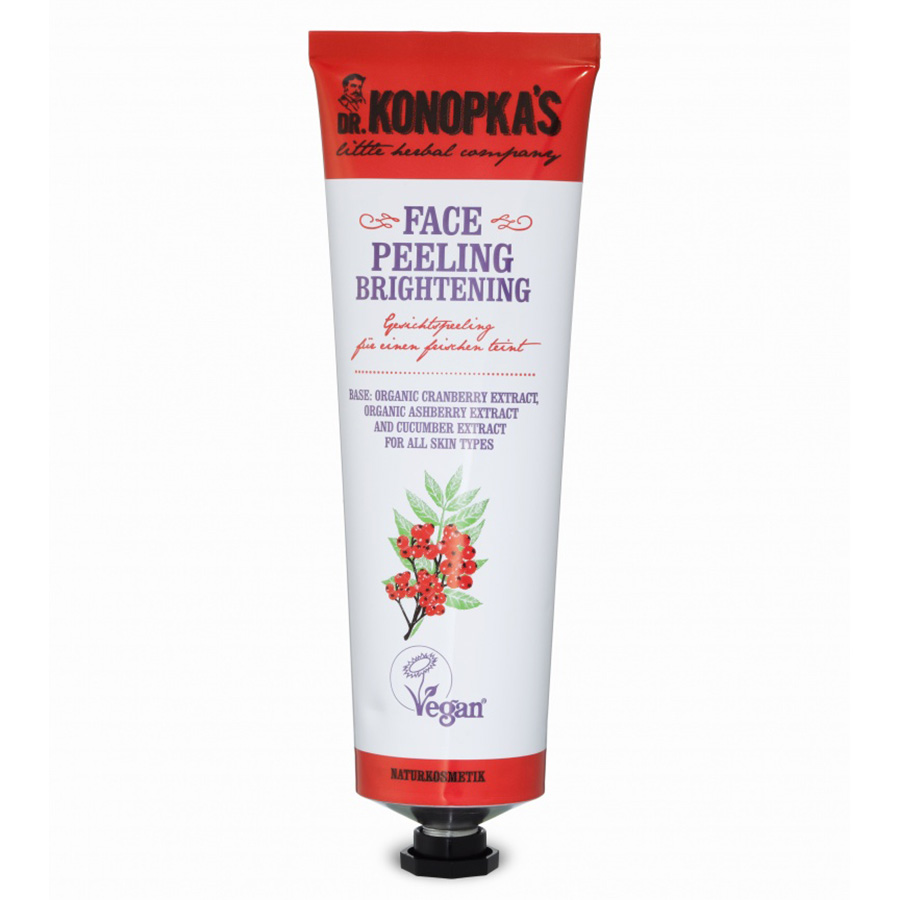 DR. KONOPKA'S
little herbal company
FACE
PEELING
BRIGHTENING
Gesichtspeeling
für einen frischen teint
BASE: ORGANIC CRANBERRY EXTRACT,
ORGANIC ASHBERRY EXTRACT
AND CUCUMBER EXTRACT
FOR ALL SKIN TYPES
Vegan
NATURKOSMETIK